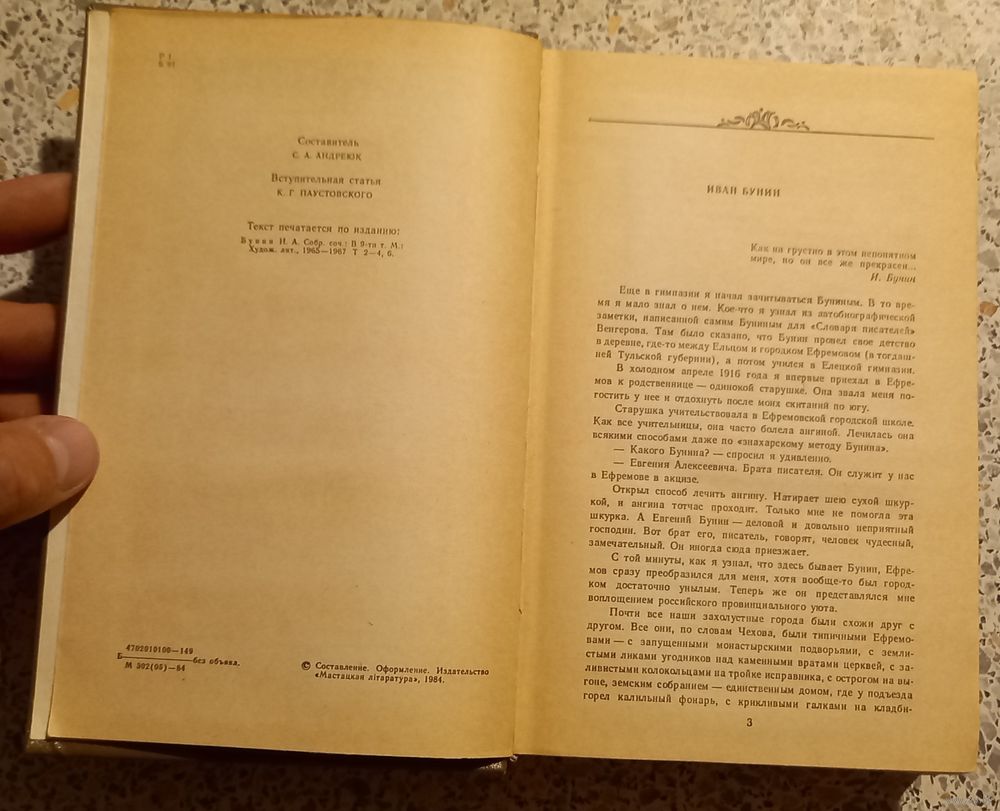 Р 1
Б 91
Составитель
С. А. АНДРЕЮК
Вступительная статья
К. Г. ПАУСТОВСКОГО
Текст печатается по изданию:
Бунин И. А. Собр. соч.: В 9-ти т. М.:
Худож. лит., 1965—1967 Т 2—4, 6.
4702010100—149
Б без объявл.
М 302(05)—84
© Составление. Оформление. Издательство
«Мастацкая літаратура», 1984.
ИВАН БУНИН
Как ни грустно в этом непонятном
мире, но он все же прекрасен...
И. Бунин
Еще в гимназии я начал зачитываться Буниным. В то вре-
мя я мало знал о нем. Кое-что я узнал из автобиографической
заметки, написанной самим Буниным для «Словаря писателей»
Венгерова. Там было сказано, что Бунин провел свое детство
в деревне, где-то между Ельцом и городком Ефремовом (в тогдаш-
ней Тульской губернии), а потом учился в Елецкой гимназии.
В холодном апреле 1916 года я впервые приехал в Ефре-
мов к родственнице — одинокой старушке. Она звала меня по-
гостить у нее и отдохнуть после моих скитаний по югу.
Старушка учительствовала в Ефремовской городской школе.
Как все учительницы, она часто болела ангиной. Лечилась она
всякими способами даже по «знахарскому методу Бунина».
— Какого Бунина? — спросил я удивленно.
— Евгения Алексеевича. Брата писателя. Он служит у нас
в Ефремове в акцизе.
Открыл способ лечить ангину. Натирает шею сухой шкур-
кой, и ангина тотчас проходит. Только мне не помогла эта
шкурка. А Евгений Бунин — деловой и довольно неприятный
господин. Вот брат его, писатель, говорят, человек чудесный,
замечательный. Он иногда сюда приезжает.
С той минуты, как я узнал, что здесь бывает Бунин, Ефре-
мов сразу преобразился для меня, хотя вообще-то был город-
ком достаточно унылым. Теперь же он представлялся мне
воплощением российского провинциального уюта.
Почти все наши захолустные города были схожи друг с
другом. Все они, по словам Чехова, были типичными Ефремо-
вами — с запущенными монастырскими подворьями, с земли-
стыми ликами угодников над каменными вратами церквей, с за-
ливистыми колокольцами на тройке исправника, с острогом на вы-
гоне, земским собранием — единственным домом, где у подъезда
горел калильный фонарь, с крикливыми галками на кладби-
3